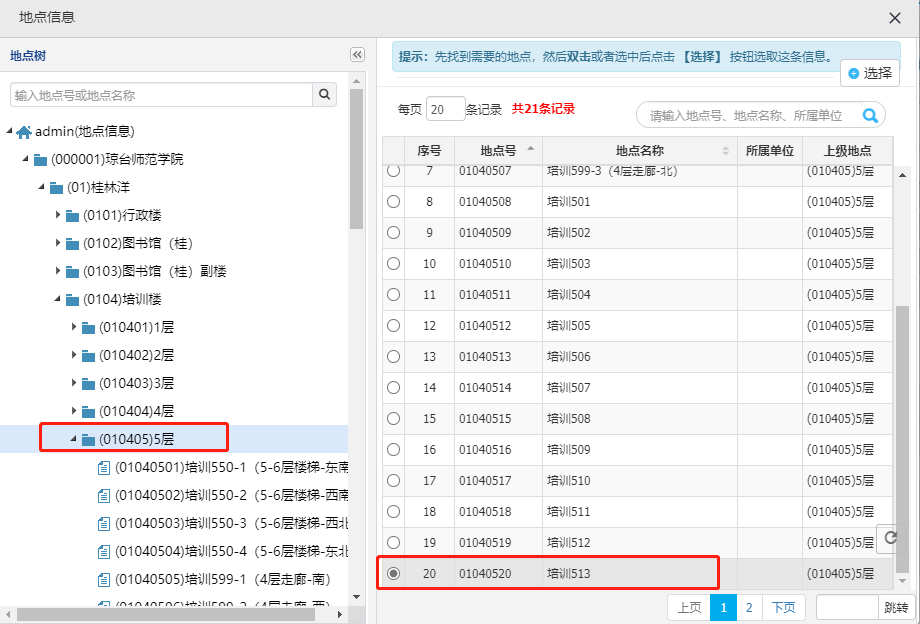 地点信息
地点树
输入地点号或地点名称
admin(地点信息)
(000001)琼台师范学院
(01)桂林洋
(0101)行政楼
(0102)图书馆（桂）
(0103)图书馆（桂）副楼
(0104)培训楼
(010401)1层
(010402)2层
(010403)3层
(010404)4层
(010405)5层
(01040501)培训550-1（5-6层楼梯-东南
(01040502)培训550-2（5-6层楼梯-西南
(01040503)培训550-3（5-6层楼梯-西北
(01040504)培训550-4（5-6层楼梯-东北
(01040505)培训599-1（4层走廊-南）
(01040506)培训599-2（4层走廊-西）
提示：先找到需要的地点，然后双击或者选中后点击 【选择】 按钮选取这条信息。
选择
每页 20 条记录 共21条记录
请输入地点号、地点名称、所属单位
序号 地点号 地点名称 所属单位 上级地点
7 01040507 培训599-3（4层走廊-北） (010405)5层
8 01040508 培训501 (010405)5层
9 01040509 培训502 (010405)5层
10 01040510 培训503 (010405)5层
11 01040511 培训504 (010405)5层
12 01040512 培训505 (010405)5层
13 01040513 培训506 (010405)5层
14 01040514 培训507 (010405)5层
15 01040515 培训508 (010405)5层
16 01040516 培训509 (010405)5层
17 01040517 培训510 (010405)5层
18 01040518 培训511 (010405)5层
19 01040519 培训512 (010405)5层
20 01040520 培训513 (010405)5层
上页 1 2 下页 跳转